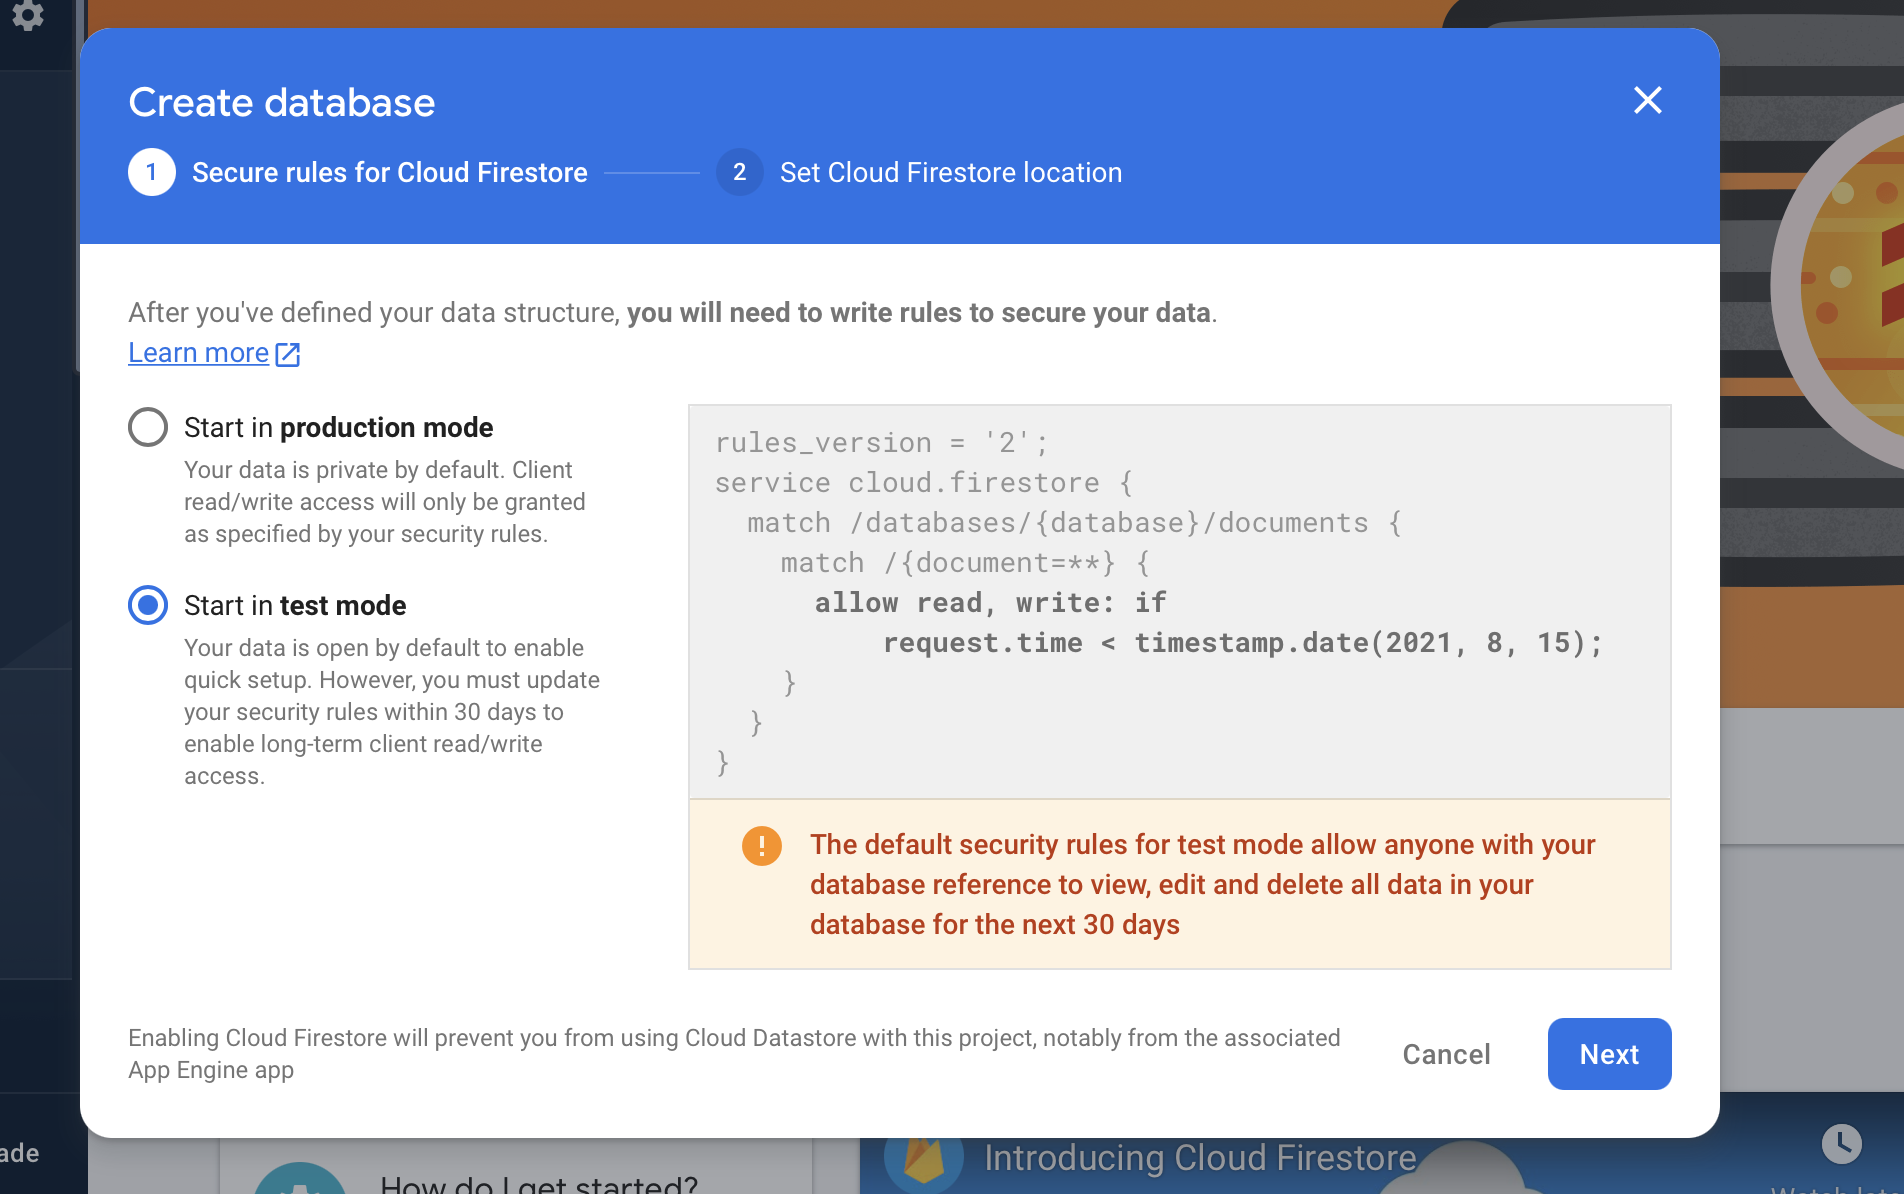 Create database
1 Secure rules for Cloud Firestore 2 Set Cloud Firestore location
After you've defined your data structure, you will need to write rules to secure your data.
Learn more
Start in production mode
Your data is private by default. Client
read/write access will only be granted
as specified by your security rules.
Start in test mode
Your data is open by default to enable
quick setup. However, you must update
your security rules within 30 days to
enable long-term client read/write
access.
rules_version = '2';
service cloud.firestore {
match /databases/{database}/documents {
match /{document=**} {
allow read, write: if
request.time < timestamp.date(2021, 8, 15);
}
}
}
The default security rules for test mode allow anyone with your
database reference to view, edit and delete all data in your
database for the next 30 days
Enabling Cloud Firestore will prevent you from using Cloud Datastore with this project, notably from the associated
App Engine app
Cancel
Next
ade
How do I get started?
Introducing Cloud Firestore